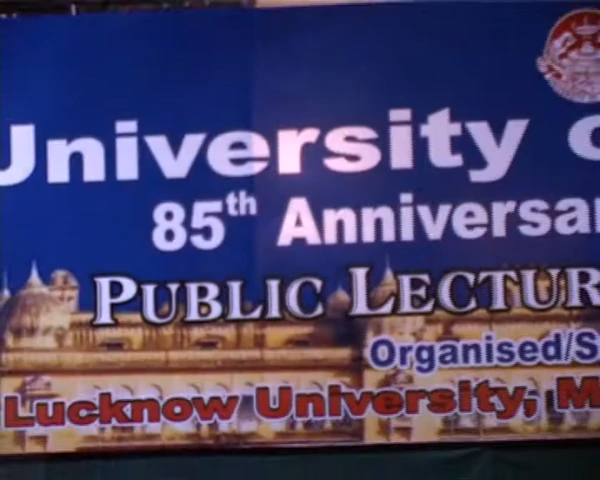 University
85th Anniversar
PUBLIC LECTUR
Organised/S
Lucknow University, M